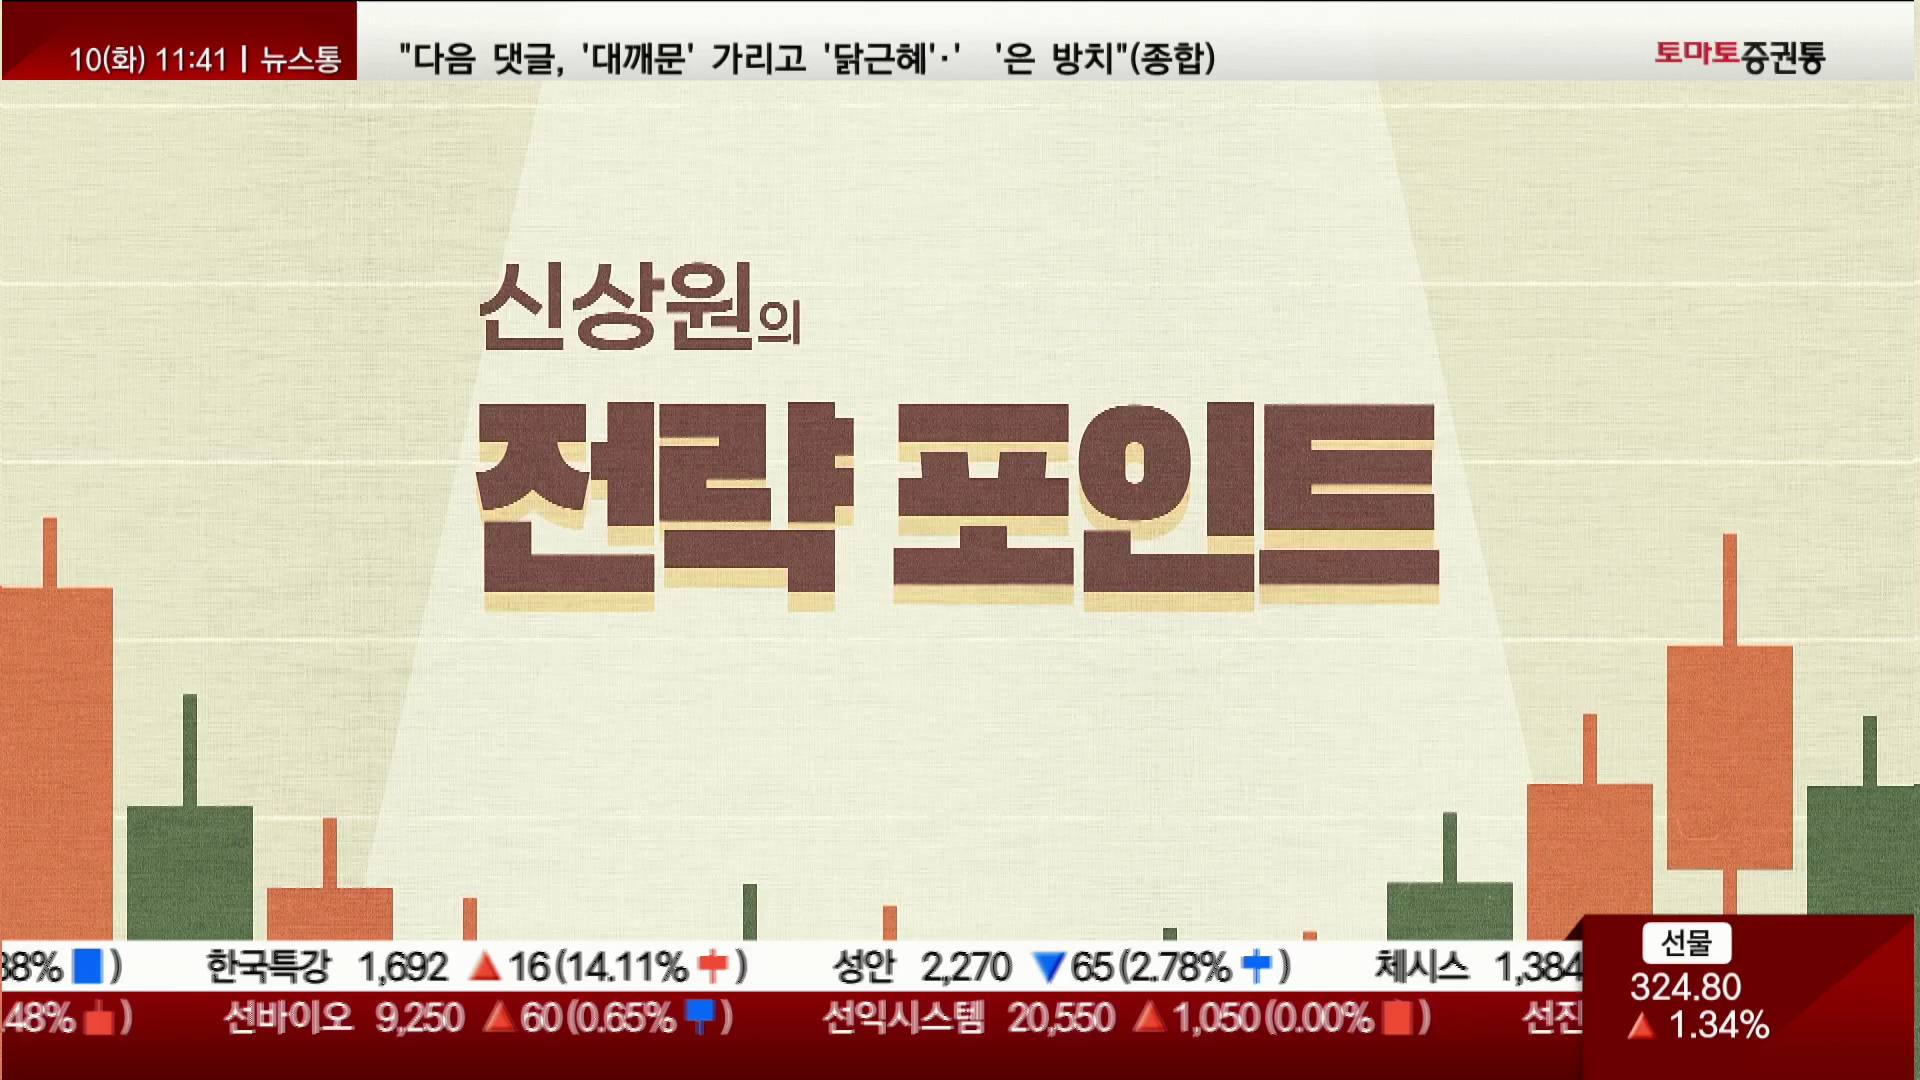 10(화) 11:41 | 뉴스통
"다음 댓글, '대깨문' 가리고 '닭근혜'·' '은 방치"(종합)
토마토증권통
신상원의
전략 포인트
38% )
한국특강 1,692 ▲ 16(14.11% )
성안 2,270 ▼ 65(2.78% )
체시스 1,384
.48% )
선바이오 9,250 ▲ 60(0.65% )
선익시스템 20,550 ▲ 1,050(0.00% )
선진
선물
324.80
▲ 1.34%